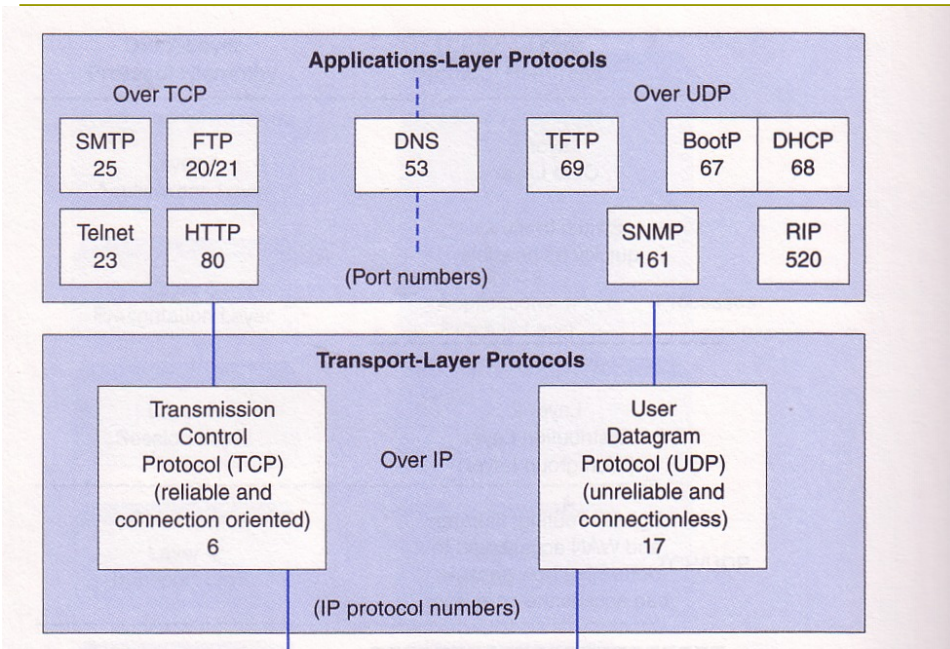 Applications-Layer Protocols
Over TCP
Over UDP
SMTP
25
FTP
20/21
DNS
53
TFTP
69
BootP
67
DHCP
68
Telnet
23
HTTP
80
SNMP
161
RIP
520
(Port numbers)
Transport-Layer Protocols
Transmission
Control
Protocol (TCP)
(reliable and
connection oriented)
6
Over IP
User
Datagram
Protocol (UDP)
(unreliable and
connectionless)
17
(IP protocol numbers)